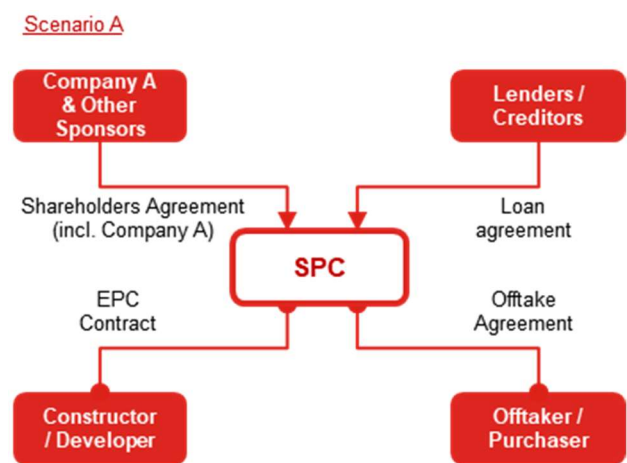 Scenario A
Company A
& Other
Sponsors
Lenders /
Creditors
Shareholders Agreement
(incl. Company A)
Loan
agreement
SPC
EPC
Contract
Offtake
Agreement
Constructor
/ Developer
Offtaker /
Purchaser